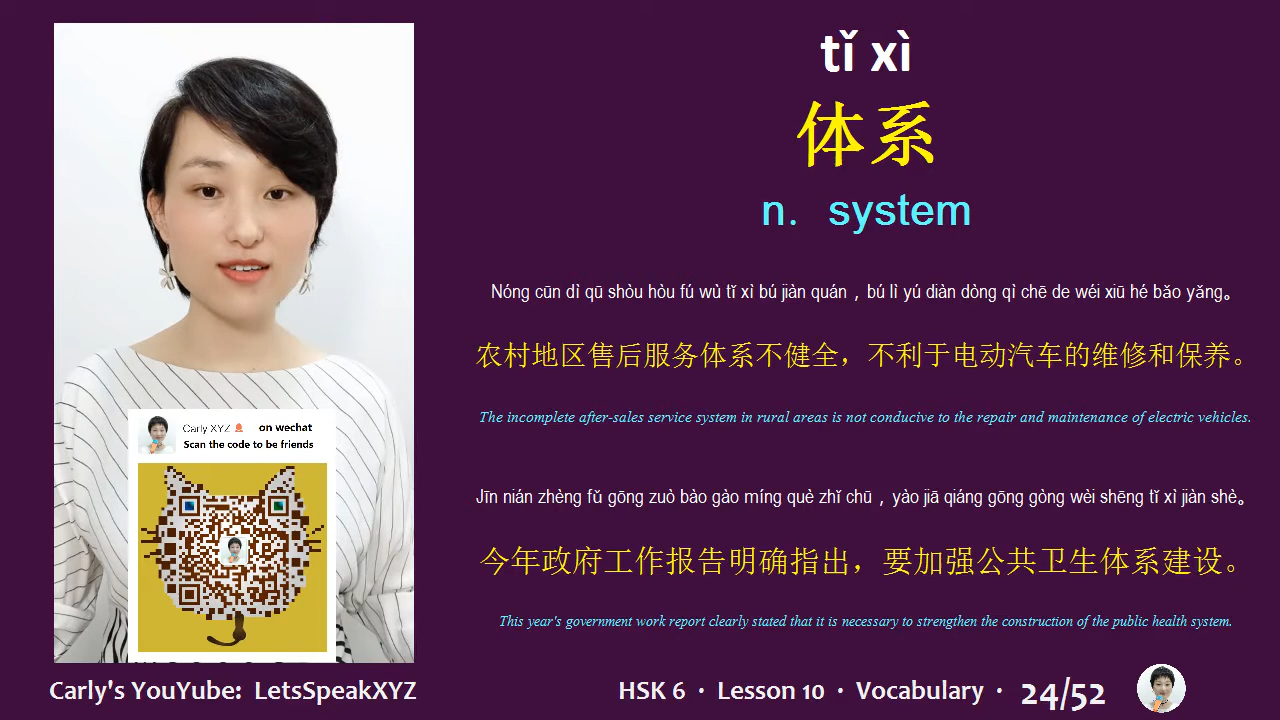 tǐ xì
体系
n. system
Nóng cūn dì qū shòu hòu fú wù tǐ xì bú jiàn quán，bú lì yú diàn dòng qì chē de wéi xiū hé bǎo yǎng。
农村地区售后服务体系不健全，不利于电动汽车的维修和保养。
The incomplete after-sales service system in rural areas is not conducive to the repair and maintenance of electric vehicles.
Jīn nián zhèng fǔ gōng zuò bào gào míng què zhǐ chū，yào jiā qiáng gōng gòng wèi shēng tǐ xì jiàn shè。
今年政府工作报告明确指出，要加强公共卫生体系建设。
This year's government work report clearly stated that it is necessary to strengthen the construction of the public health system.
Carly XYZ on wechat
Scan the code to be friends
Carly's YouYube: LetsSpeakXYZ
HSK 6 · Lesson 10 · Vocabulary · 24/52